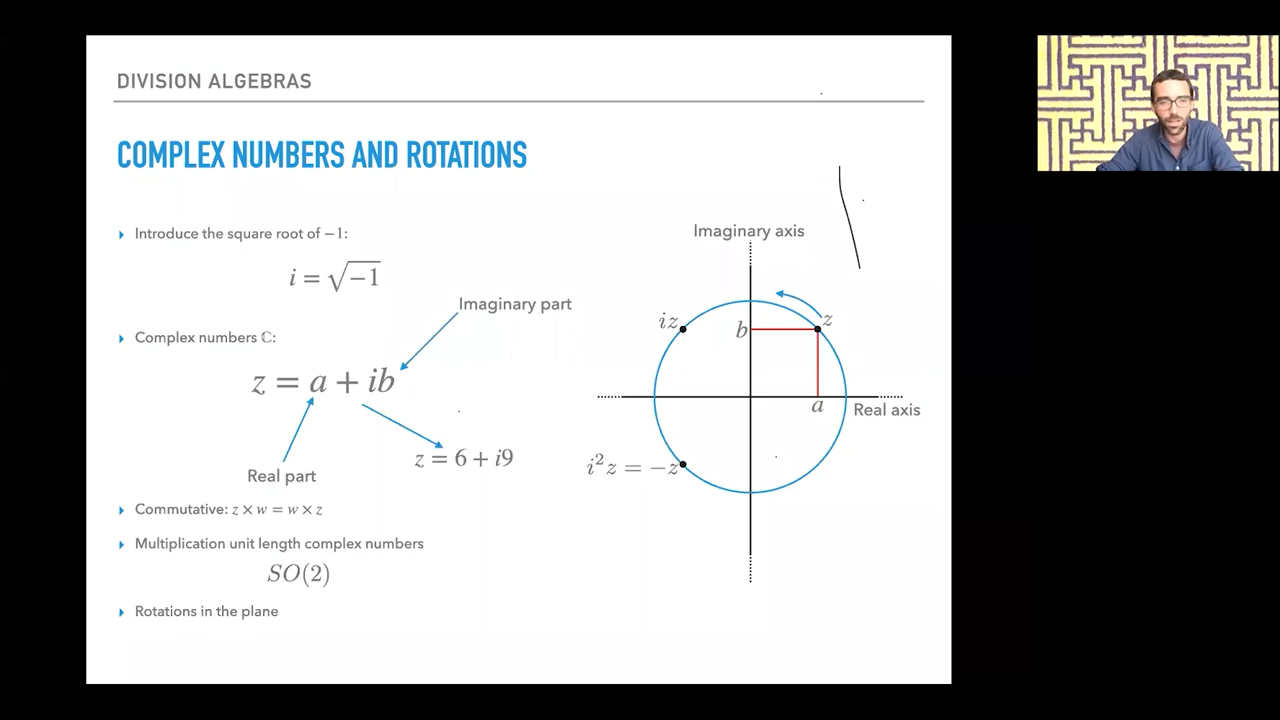 DIVISION ALGEBRAS
COMPLEX NUMBERS AND ROTATIONS
Introduce the square root of −1:
i = √−1
Imaginary part
Complex numbers ℂ:
z = a + ib
z = 6 + i9
Real part
Commutative: z × w = w × z
Multiplication unit length complex numbers
SO(2)
Rotations in the plane
Imaginary axis
iz
b
z
a
Real axis
i²z = −z